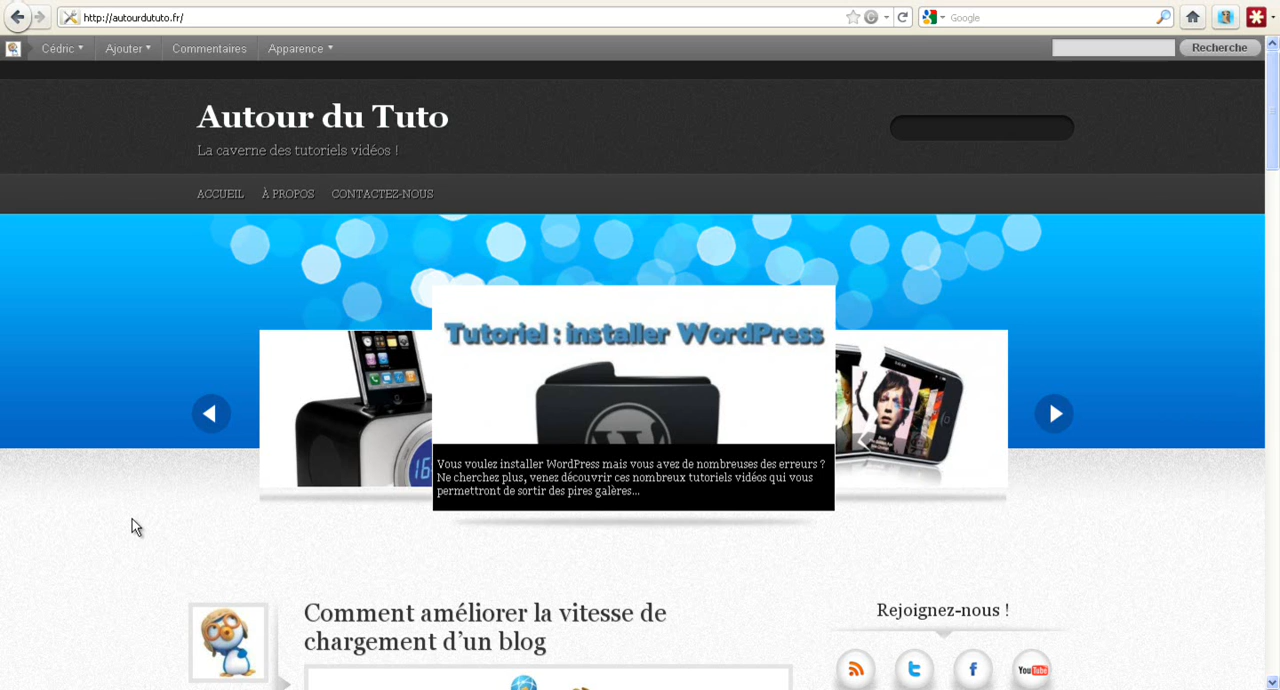 http://autourdututo.fr/
Google
Cédric
Ajouter
Commentaires
Apparence
Recherche
Autour du Tuto
La caverne des tutoriels vidéos !
ACCUEIL
À PROPOS
CONTACTEZ-NOUS
Tutoriel : installer WordPress
16
Vous voulez installer WordPress mais vous avez de nombreuses des erreurs ?
Ne cherchez plus, venez découvrir ces nombreux tutoriels vidéos qui vous
permettront de sortir des pires galères...
Comment améliorer la vitesse de
chargement d'un blog
Rejoignez-nous !
You Tube